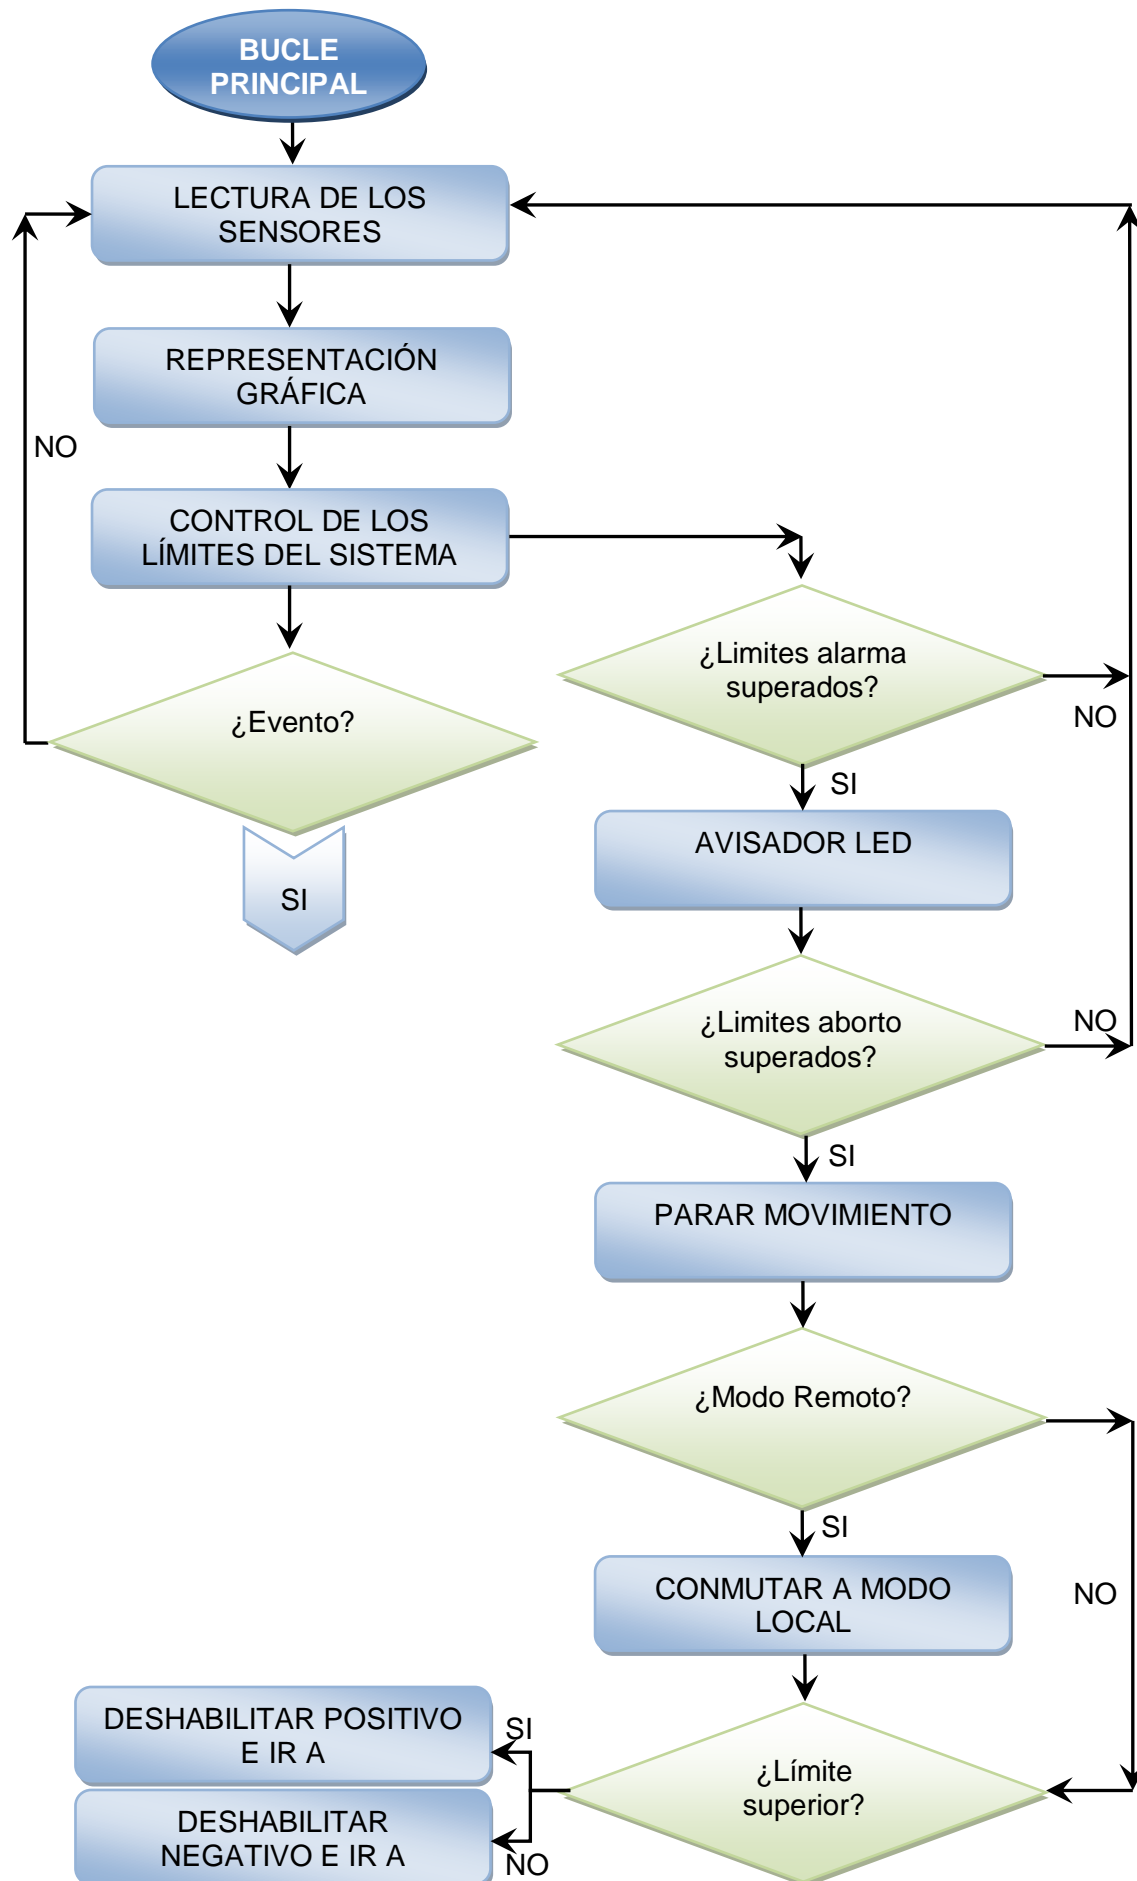 BUCLE
PRINCIPAL
LECTURA DE LOS
SENSORES
REPRESENTACIÓN
GRÁFICA
NO
CONTROL DE LOS
LÍMITES DEL SISTEMA
¿Evento?
SI
¿Limites alarma
superados?
NO
SI
AVISADOR LED
¿Limites aborto
superados?
NO
SI
PARAR MOVIMIENTO
¿Modo Remoto?
SI
NO
CONMUTAR A MODO
LOCAL
¿Límite
superior?
SI
DESHABILITAR POSITIVO
E IR A
DESHABILITAR
NEGATIVO E IR A
NO